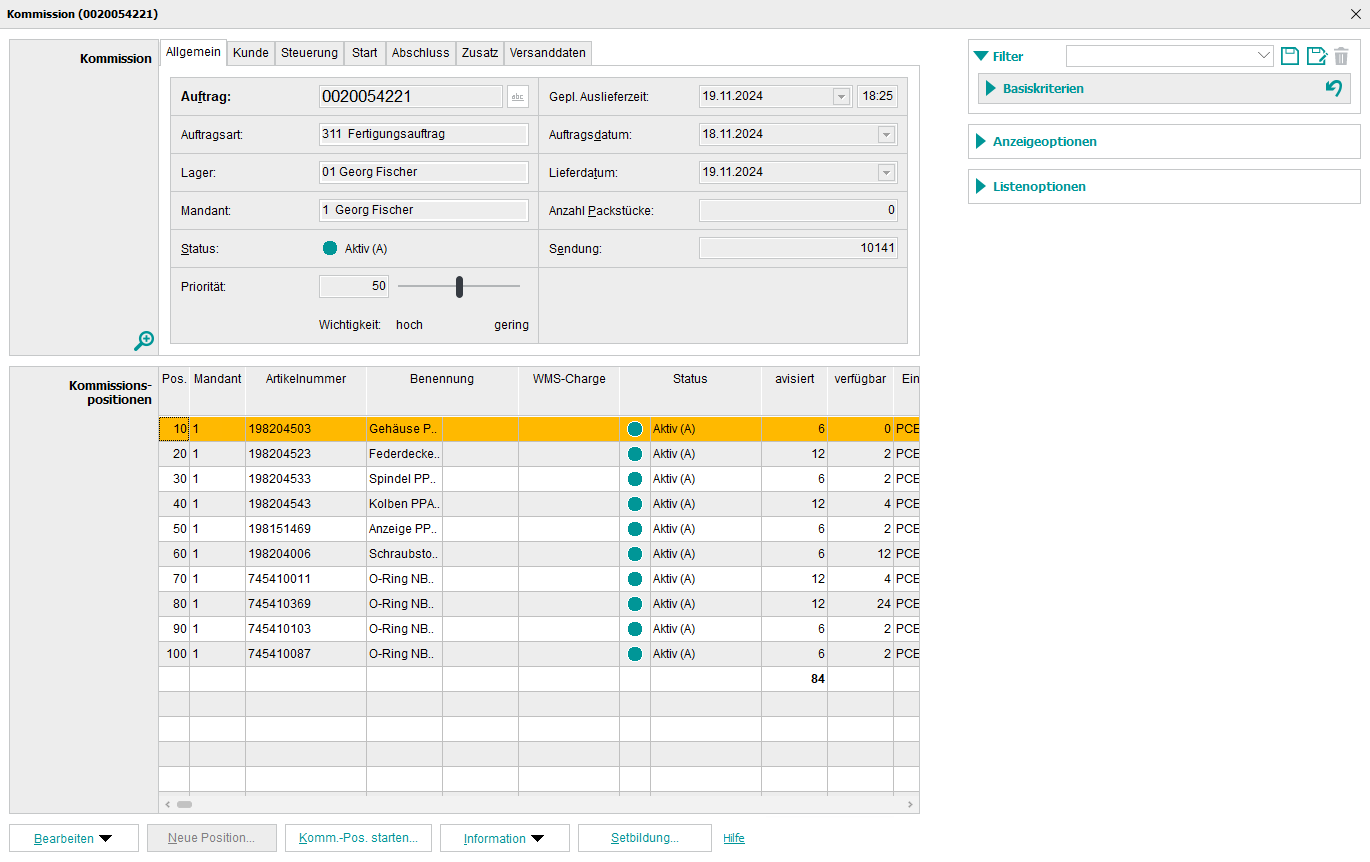 Kommission (0020054221)
Kommission
Allgemein Kunde Steuerung Start Abschluss Zusatz Versanddaten
Auftrag: 0020054221 abc Gepl. Auslieferzeit: 19.11.2024 18:25
Auftragsart: 311 Fertigungsauftrag Auftragsdatum: 18.11.2024
Lager: 01 Georg Fischer Lieferdatum: 19.11.2024
Mandant: 1 Georg Fischer Anzahl Packstücke: 0
Status: Aktiv (A) Sendung: 10141
Priorität: 50
Wichtigkeit: hoch gering
Filter
Basiskriterien
Anzeigeoptionen
Listenoptionen
Kommissions-
positionen
Pos. Mandant Artikelnummer Benennung WMS-Charge Status avisiert verfügbar Ein
10 1 198204503 Gehäuse P.. Aktiv (A) 6 0 PCE
20 1 198204523 Federdecke.. Aktiv (A) 12 2 PCE
30 1 198204533 Spindel PP.. Aktiv (A) 6 2 PCE
40 1 198204543 Kolben PPA.. Aktiv (A) 12 4 PCE
50 1 198151469 Anzeige PP.. Aktiv (A) 6 2 PCE
60 1 198204006 Schraubsto.. Aktiv (A) 6 12 PCE
70 1 745410011 O-Ring NB.. Aktiv (A) 12 4 PCE
80 1 745410369 O-Ring NB.. Aktiv (A) 12 24 PCE
90 1 745410103 O-Ring NB.. Aktiv (A) 6 2 PCE
100 1 745410087 O-Ring NB.. Aktiv (A) 6 2 PCE
84
Bearbeiten Neue Position... Komm.-Pos. starten... Information Setbildung... Hilfe